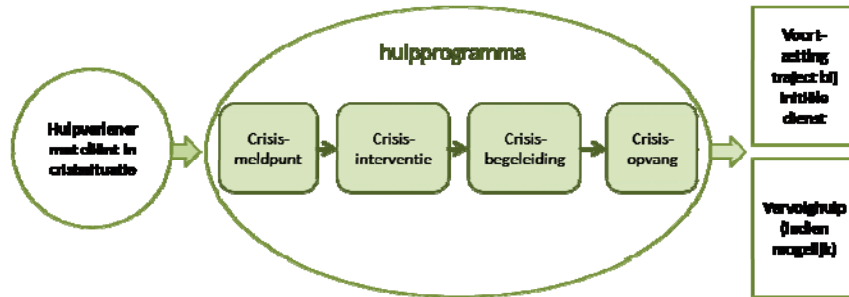 Hulpverlener
met cliënt in
crisissituatie
hulpprogramma
Crisis-
meldpunt
Crisis-
interventie
Crisis-
begeleiding
Crisis-
opvang
Voort-
zetting
traject bij
initiële
dienst
Vervolghulp
(indien
mogelijk)